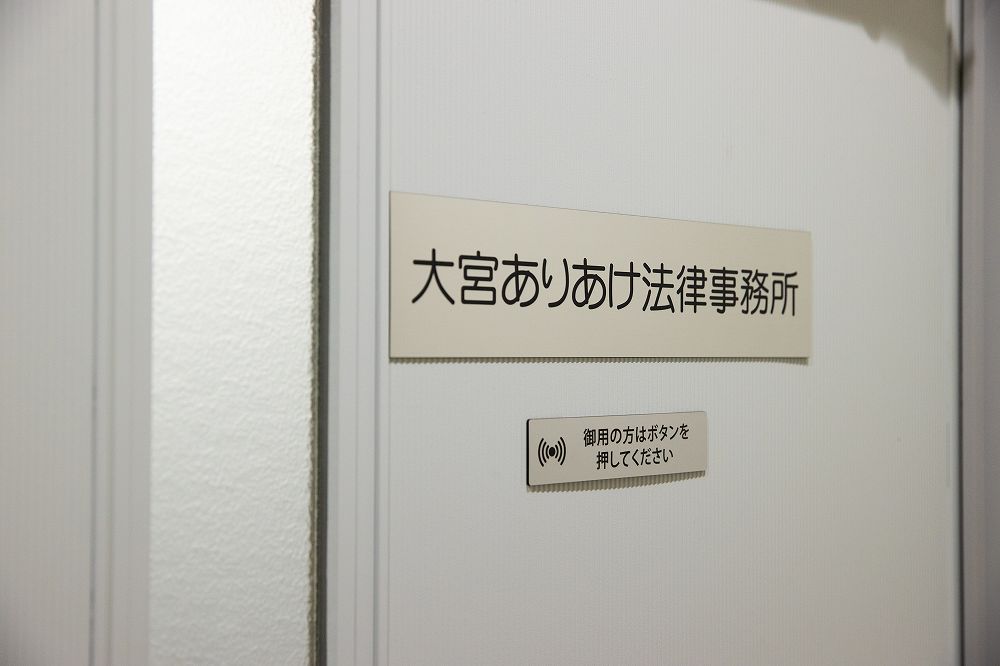 大宮ありあけ法律事務所
御用の方はボタンを
押してください